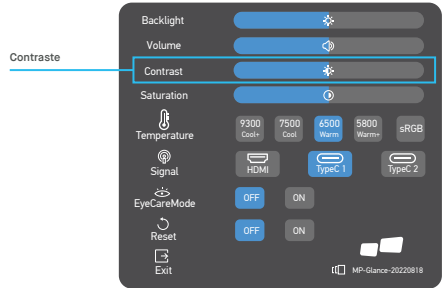 Backlight
Volume
Contraste
Contrast
Saturation
Temperature
9300 Cool+
7500 Cool
6500 Warm
5800 Warm+
sRGB
Signal
HDMI
TypeC 1
TypeC 2
EyeCareMode
OFF
ON
Reset
OFF
ON
Exit
MP-Glance-20220818